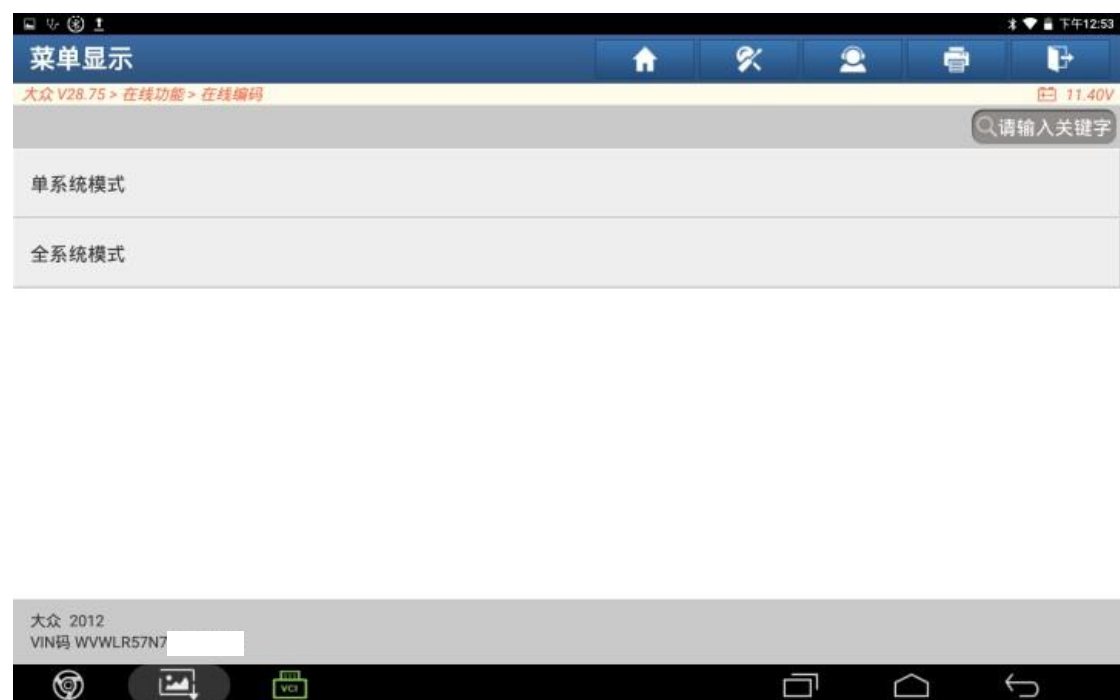 下午12:53
菜单显示
大众 V28.75 > 在线功能 > 在线编码
11.40V
请输入关键字
单系统模式
全系统模式
大众 2012
VIN码 WVWLR57N7
VCI